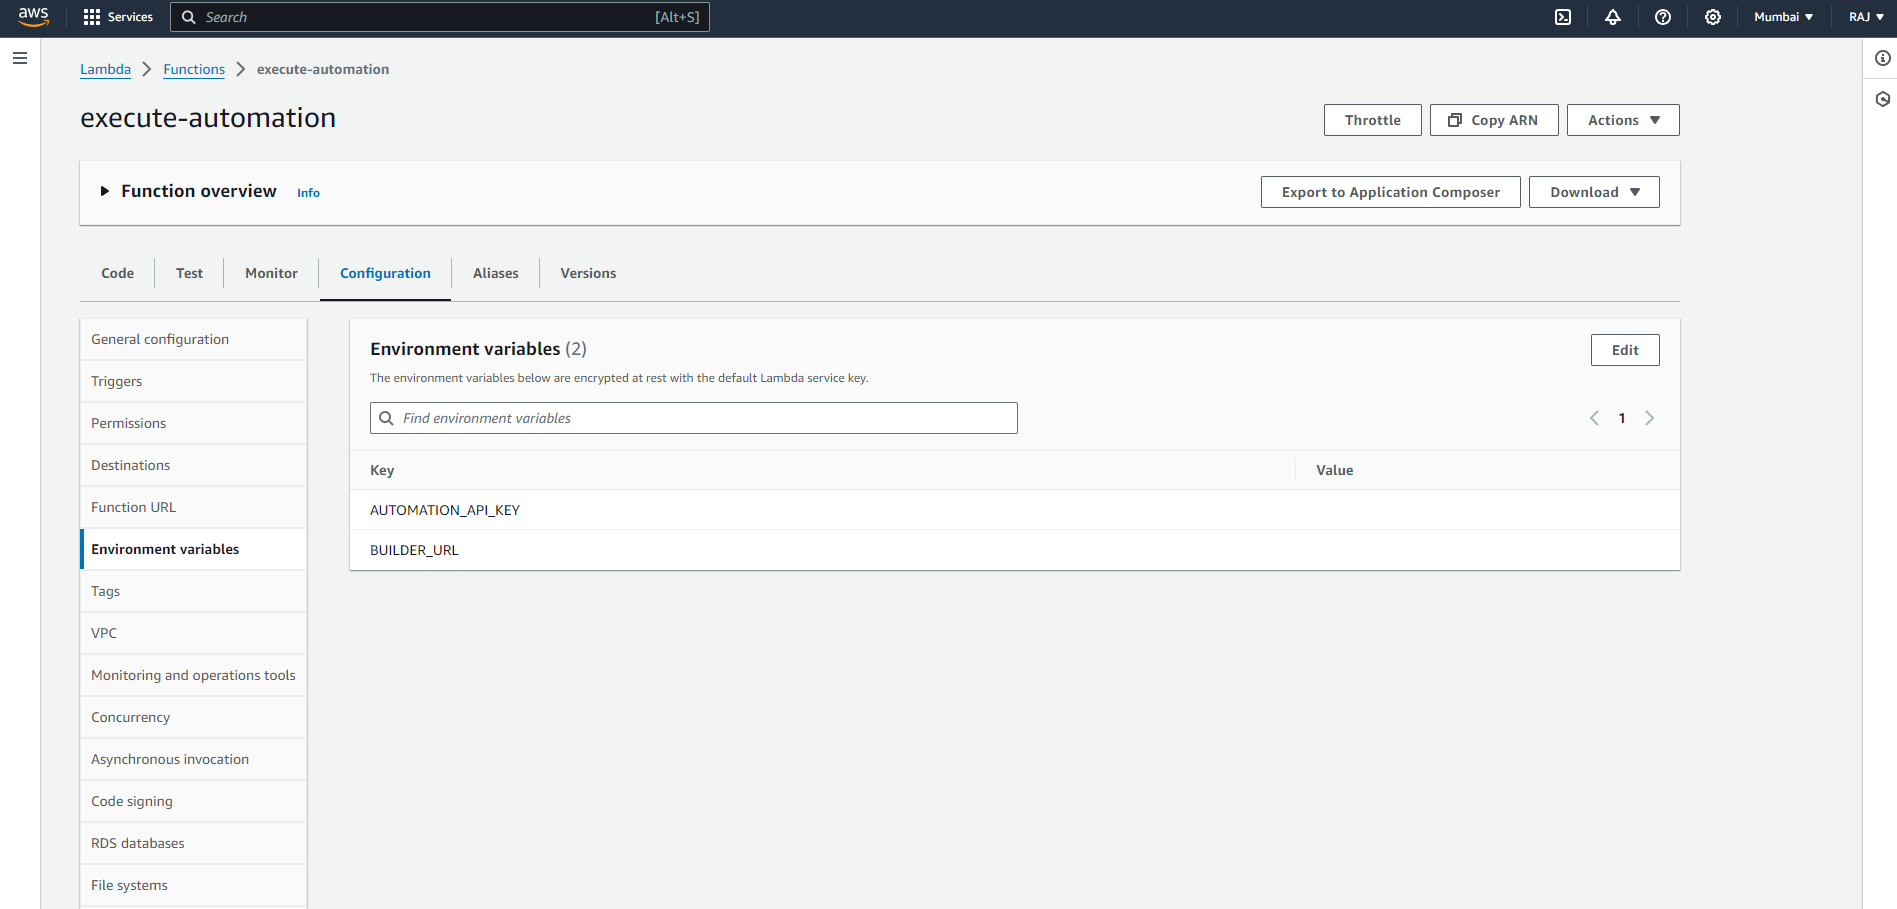 aws Services Search [Alt+S] Mumbai RAJ
Lambda Functions execute-automation
execute-automation
Throttle Copy ARN Actions
Function overview Info Export to Application Composer Download
Code Test Monitor Configuration Aliases Versions
General configuration
Triggers
Permissions
Destinations
Function URL
Environment variables
Tags
VPC
Monitoring and operations tools
Concurrency
Asynchronous invocation
Code signing
RDS databases
File systems
Environment variables (2) Edit
The environment variables below are encrypted at rest with the default Lambda service key.
Find environment variables 1
Key Value
AUTOMATION_API_KEY
BUILDER_URL